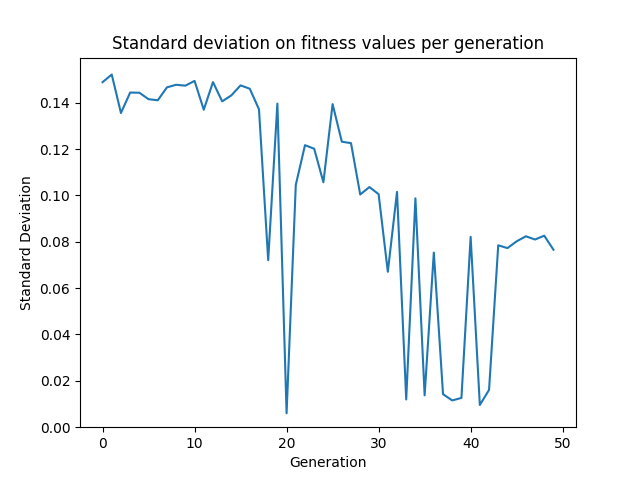 Standard deviation on fitness values per generation
0.14
0.12
0.10
0.08
0.06
0.04
0.02
0.00
Standard Deviation
0 10 20 30 40 50
Generation